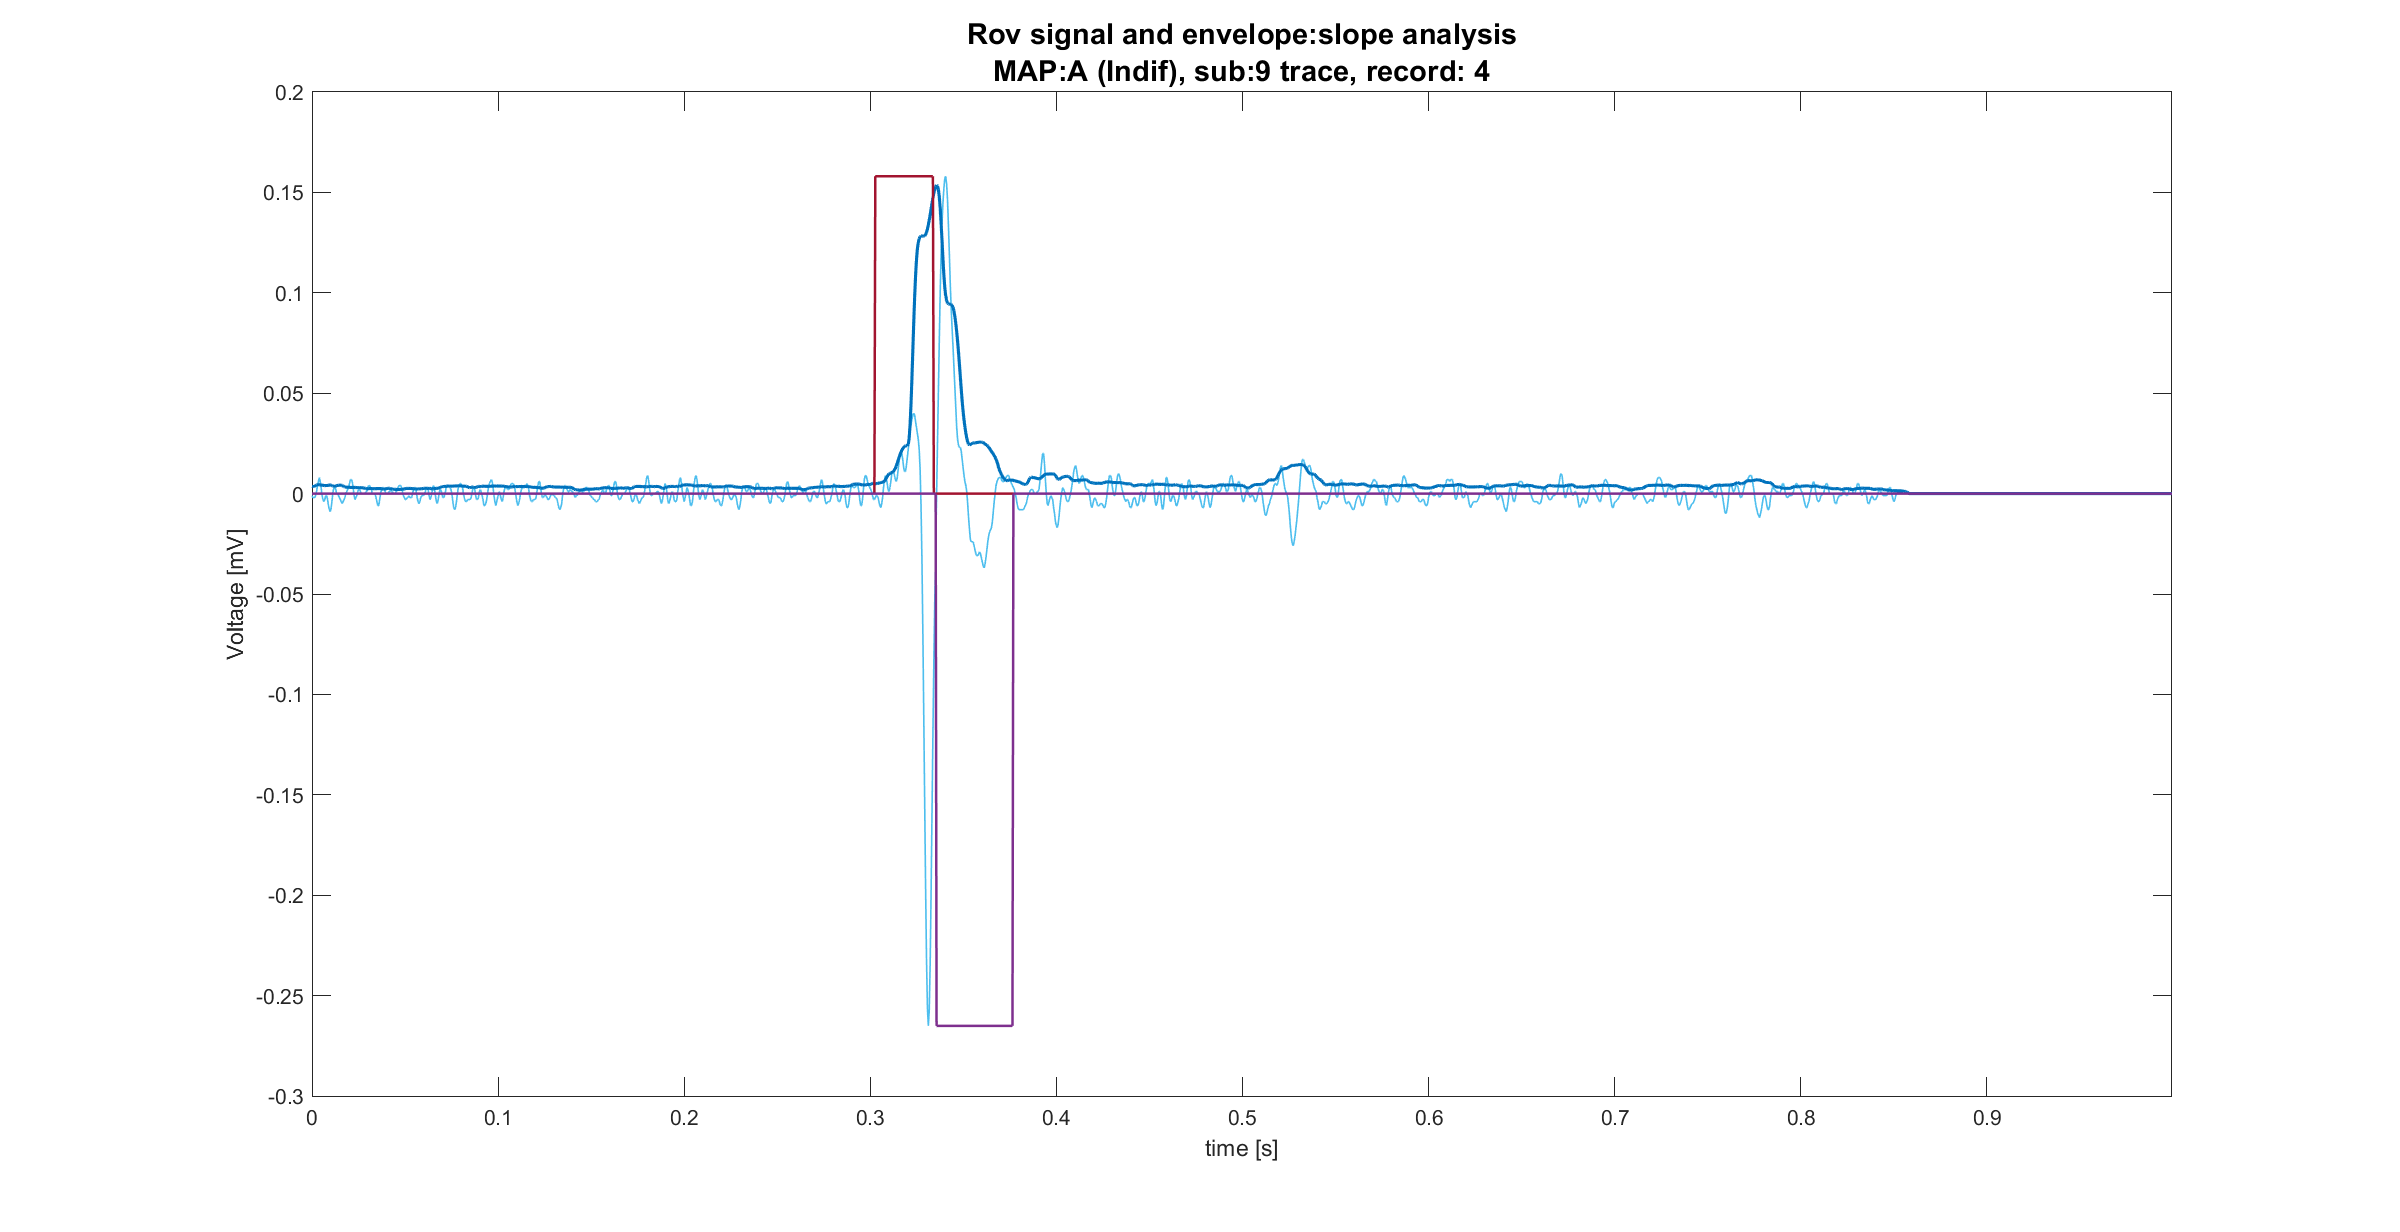 Rov signal and envelope:slope analysis
MAP:A (Indif), sub:9 trace, record: 4
0.2
0.15
0.1
0.05
0
-0.05
-0.1
-0.15
-0.2
-0.25
-0.3
Voltage [mV]
0 0.1 0.2 0.3 0.4 0.5 0.6 0.7 0.8 0.9
time [s]